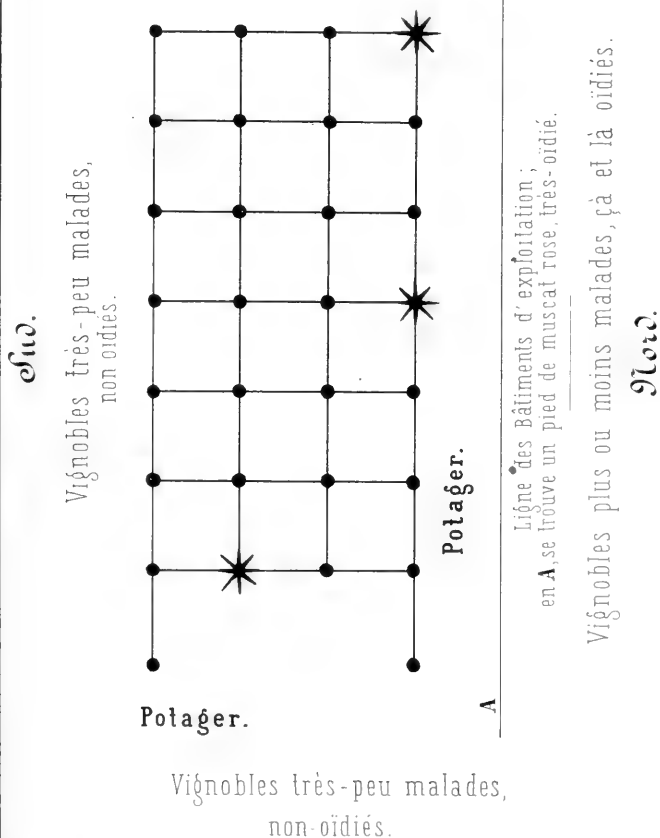 Sud.
Vignobles très-peu malades,
non oïdiés.
Potager.
Ligne des Bâtiments d'exploitation;
en A, se trouve un pied de muscat rose, très-oïdié.
Vignobles plus ou moins malades, çà et là oïdiés.
Nord.
Potager.
A
Vignobles très-peu malades,
non-oïdiés.